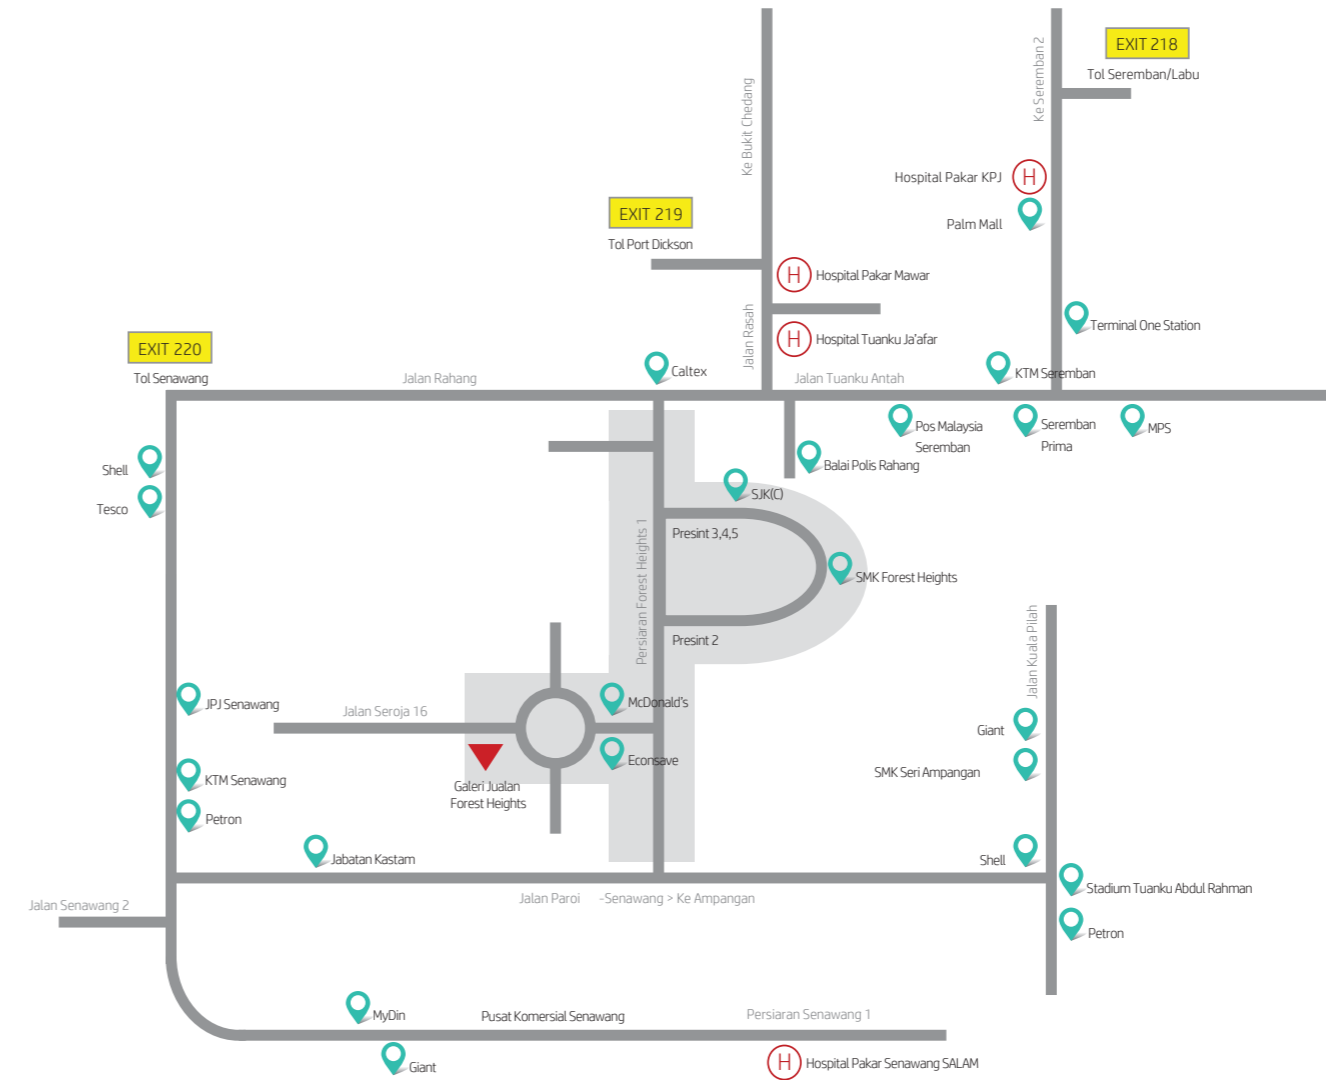 EXIT 218
Tol Seremban/Labu
Ke Seremban 2
Ke Bukit Chedang
Hospital Pakar KPJ
H
Palm Mall
EXIT 219
Tol Port Dickson
H
Hospital Pakar Mawar
Jalan Rasah
H
Hospital Tuanku Ja'afar
Terminal One Station
EXIT 220
Tol Senawang
Jalan Rahang
Caltex
Jalan Tuanku Antah
KTM Seremban
Pos Malaysia
Seremban
Seremban
Prima
MPS
Balai Polis Rahang
Shell
Tesco
SJK(C)
Presint 3,4,5
Persiaran Forest Heights 1
SMK Forest Heights
Presint 2
Jalan Kuala Pilah
JPJ Senawang
Jalan Seroja 16
McDonald's
Giant
KTM Senawang
Econsave
SMK Seri Ampangan
Galeri Jualan
Forest Heights
Petron
Jabatan Kastam
Shell
Stadium Tuanku Abdul Rahman
Jalan Paroi -Senawang > Ke Ampangan
Jalan Senawang 2
Petron
MyDin
Pusat Komersial Senawang
Persiaran Senawang 1
Giant
H
Hospital Pakar Senawang SALAM